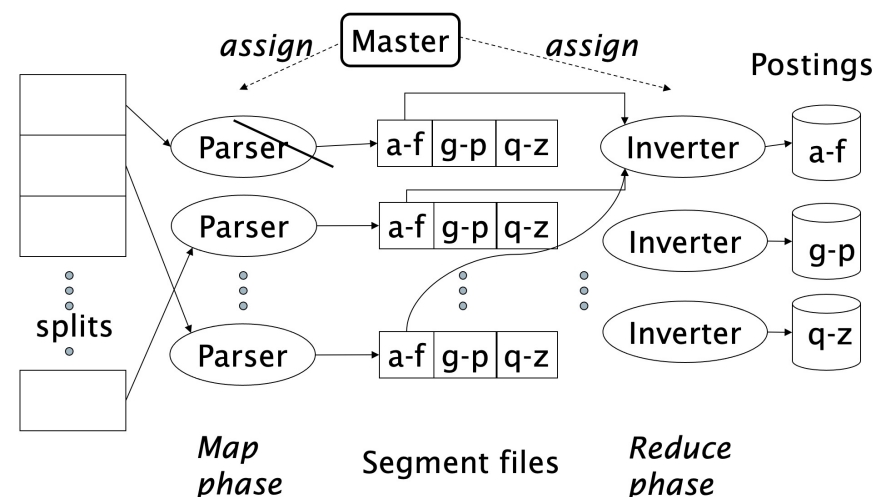 assign
Master
assign
Postings
Parser
a-f g-p q-z
Inverter
a-f
Parser
a-f g-p q-z
Inverter
g-p
splits
Parser
a-f g-p q-z
Inverter
q-z
Map
phase
Segment files
Reduce
phase